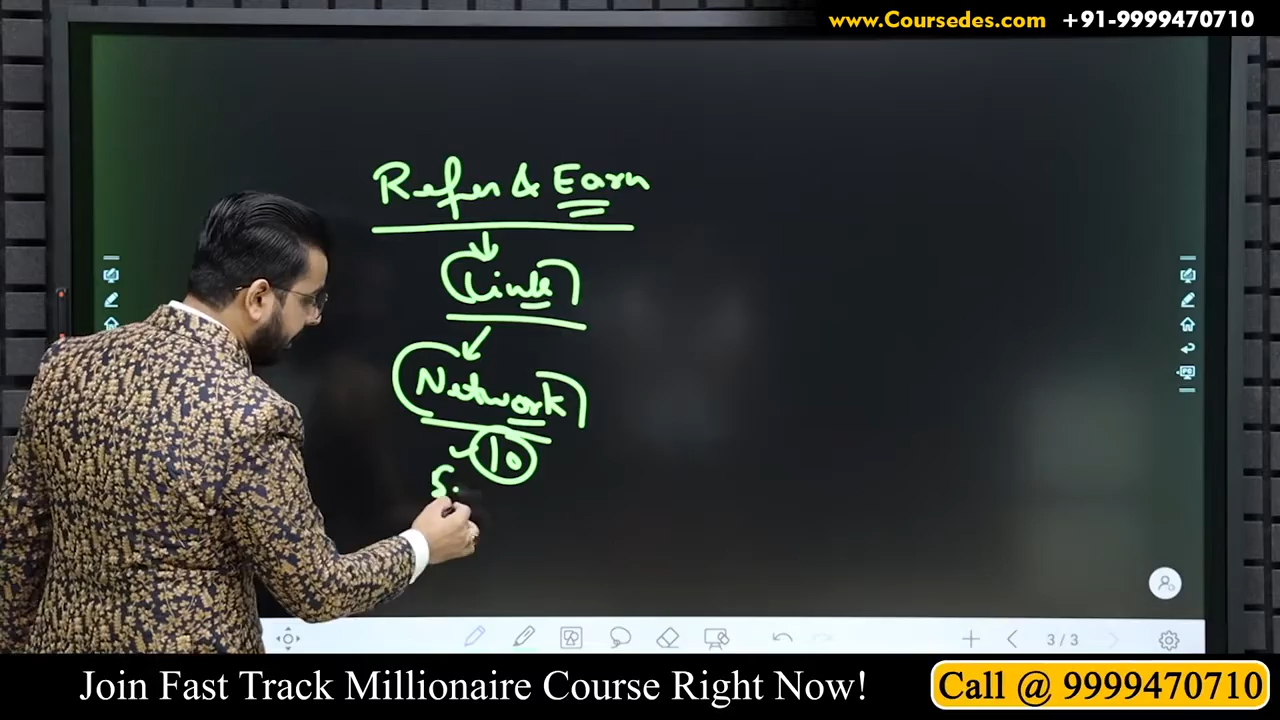 www.Coursedes.com +91-9999470710
Refer & Earn
Link
Network
10
3/3
Join Fast Track Millionaire Course Right Now!
Call @ 9999470710